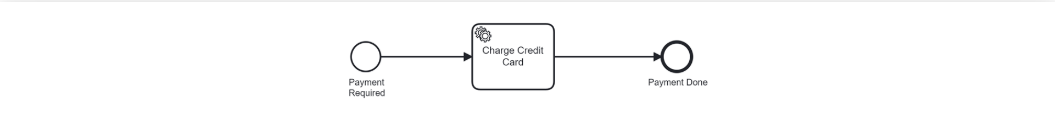 Payment
Required
Charge Credit
Card
Payment Done